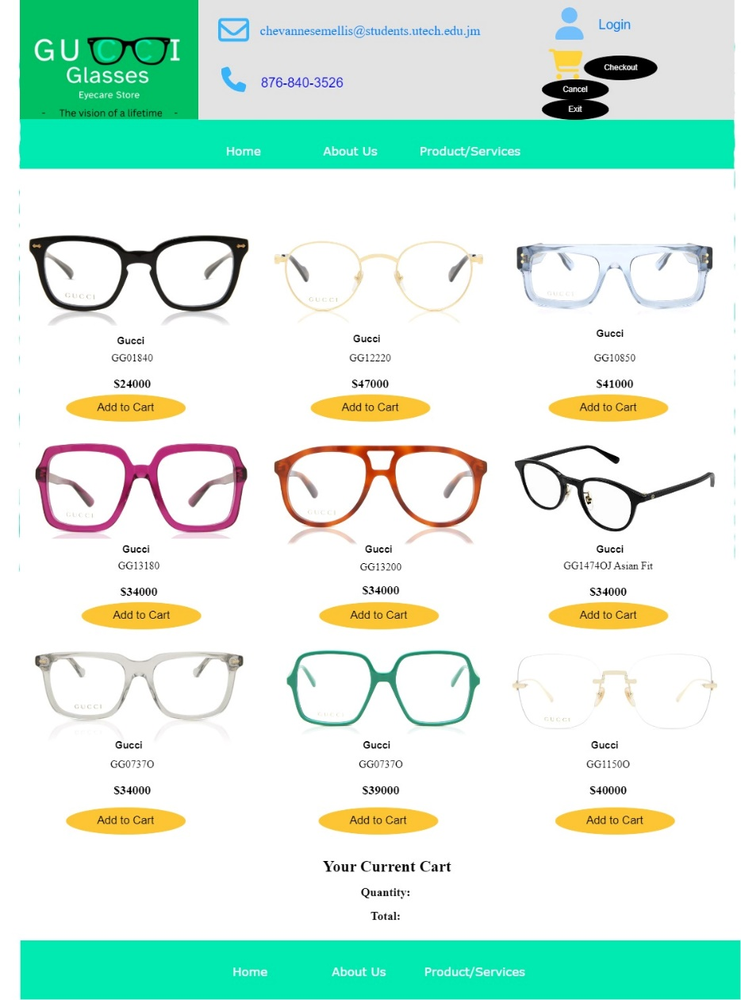 GUCCI
Glasses
Eyecare Store
- The vision of a lifetime -
chevannesemellis@students.utech.edu.jm
876-840-3526
Login
Checkout
Cancel
Exit
Home About Us Product/Services
GUCCI GUCCI GUCCI
Gucci Gucci Gucci
GG01840 GG12220 GG10850
$24000 $47000 $41000
Add to Cart Add to Cart Add to Cart
GUCCI GUCCI
Gucci Gucci Gucci
GG13180 GG13200 GG1474OJ Asian Fit
$34000 $34000 $34000
Add to Cart Add to Cart Add to Cart
GUCCI GUCCI GUCCI
Gucci Gucci Gucci
GG0737O GG0737O GG1150O
$34000 $39000 $40000
Add to Cart Add to Cart Add to Cart
Your Current Cart
Quantity:
Total:
Home About Us Product/Services